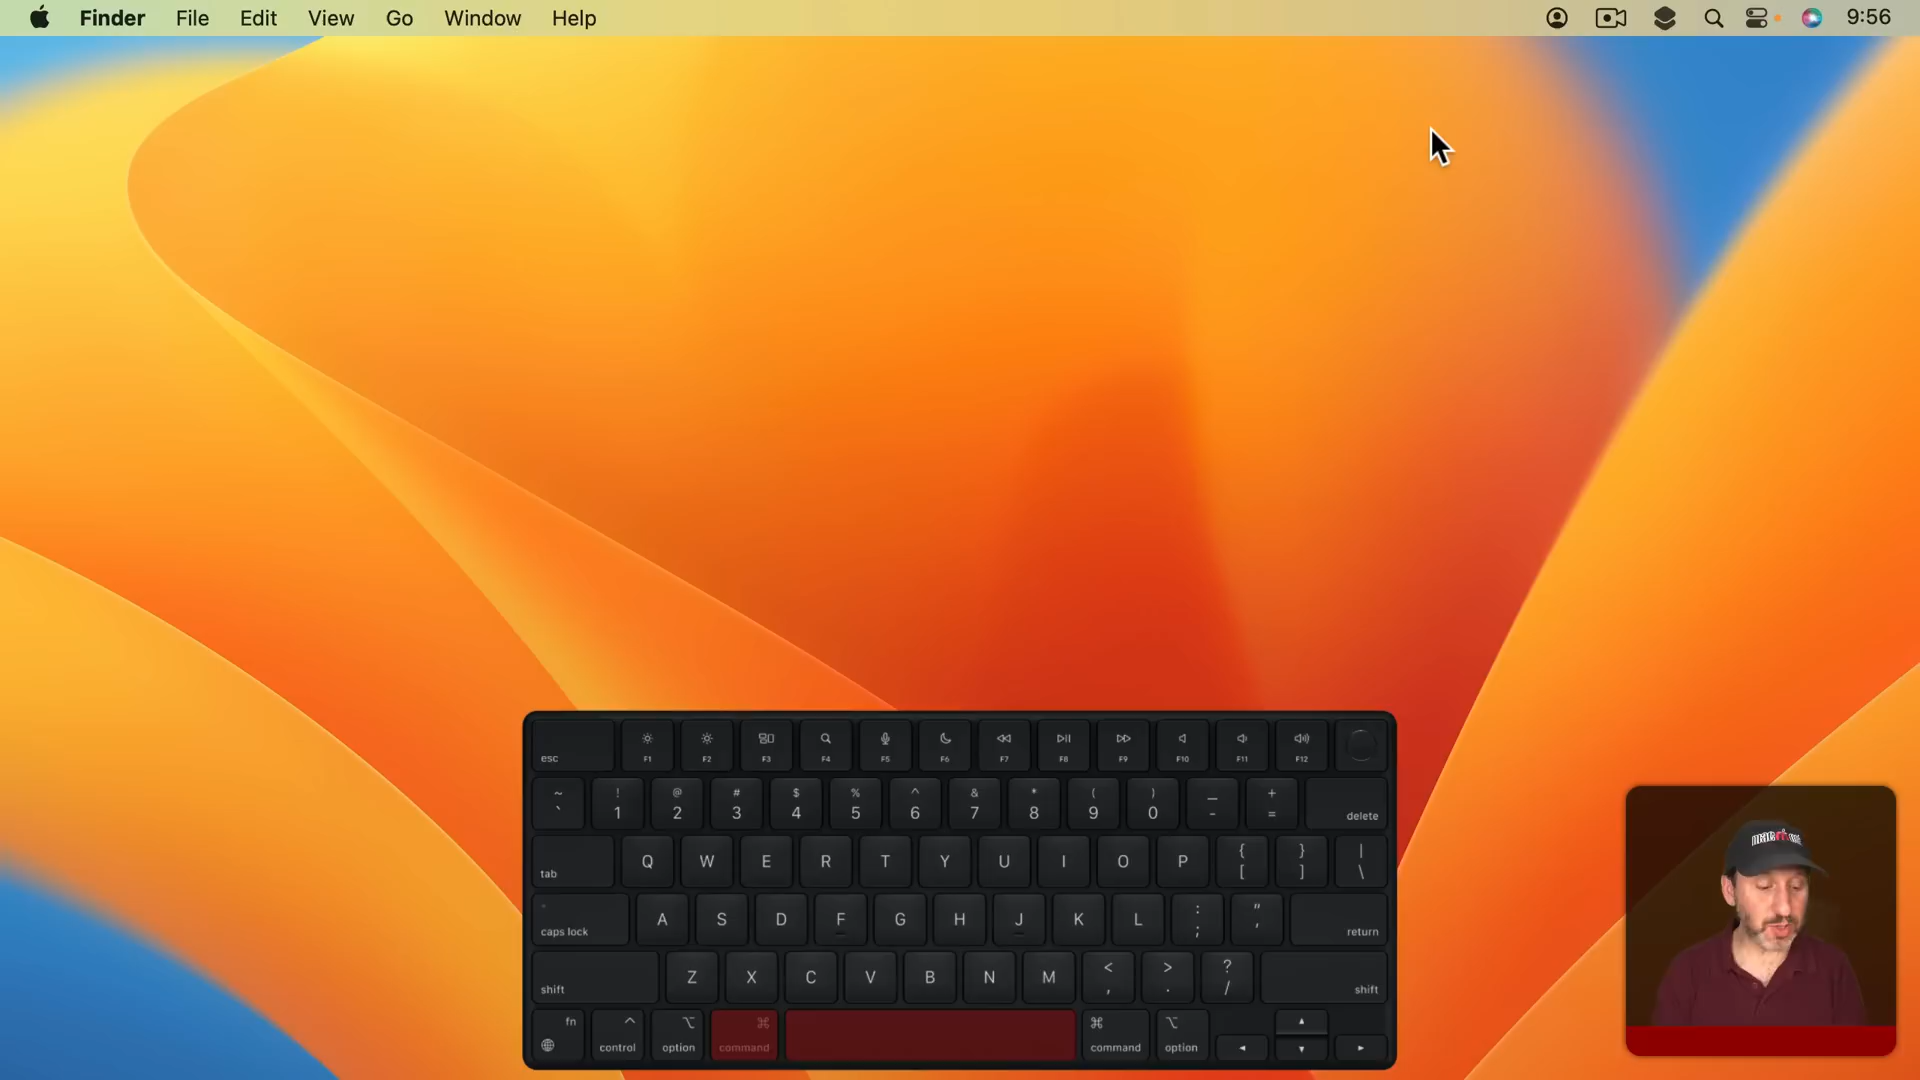 Finder File Edit View Go Window Help 9:56
esc F1 F2 F3 F4 F5 F6 F7 F8 F9 F10 F11 F12
~ ! @ # $ % ^ & * ( ) _ +
` 1 2 3 4 5 6 7 8 9 0 - = delete
tab Q W E R T Y U I O P { } |
[ ] \
caps lock A S D F G H J K L : " return
; '
shift Z X C V B N M < > ? shift
, . /
fn ^ ⌥ ⌘ ⌘ ⌥
control option command command option